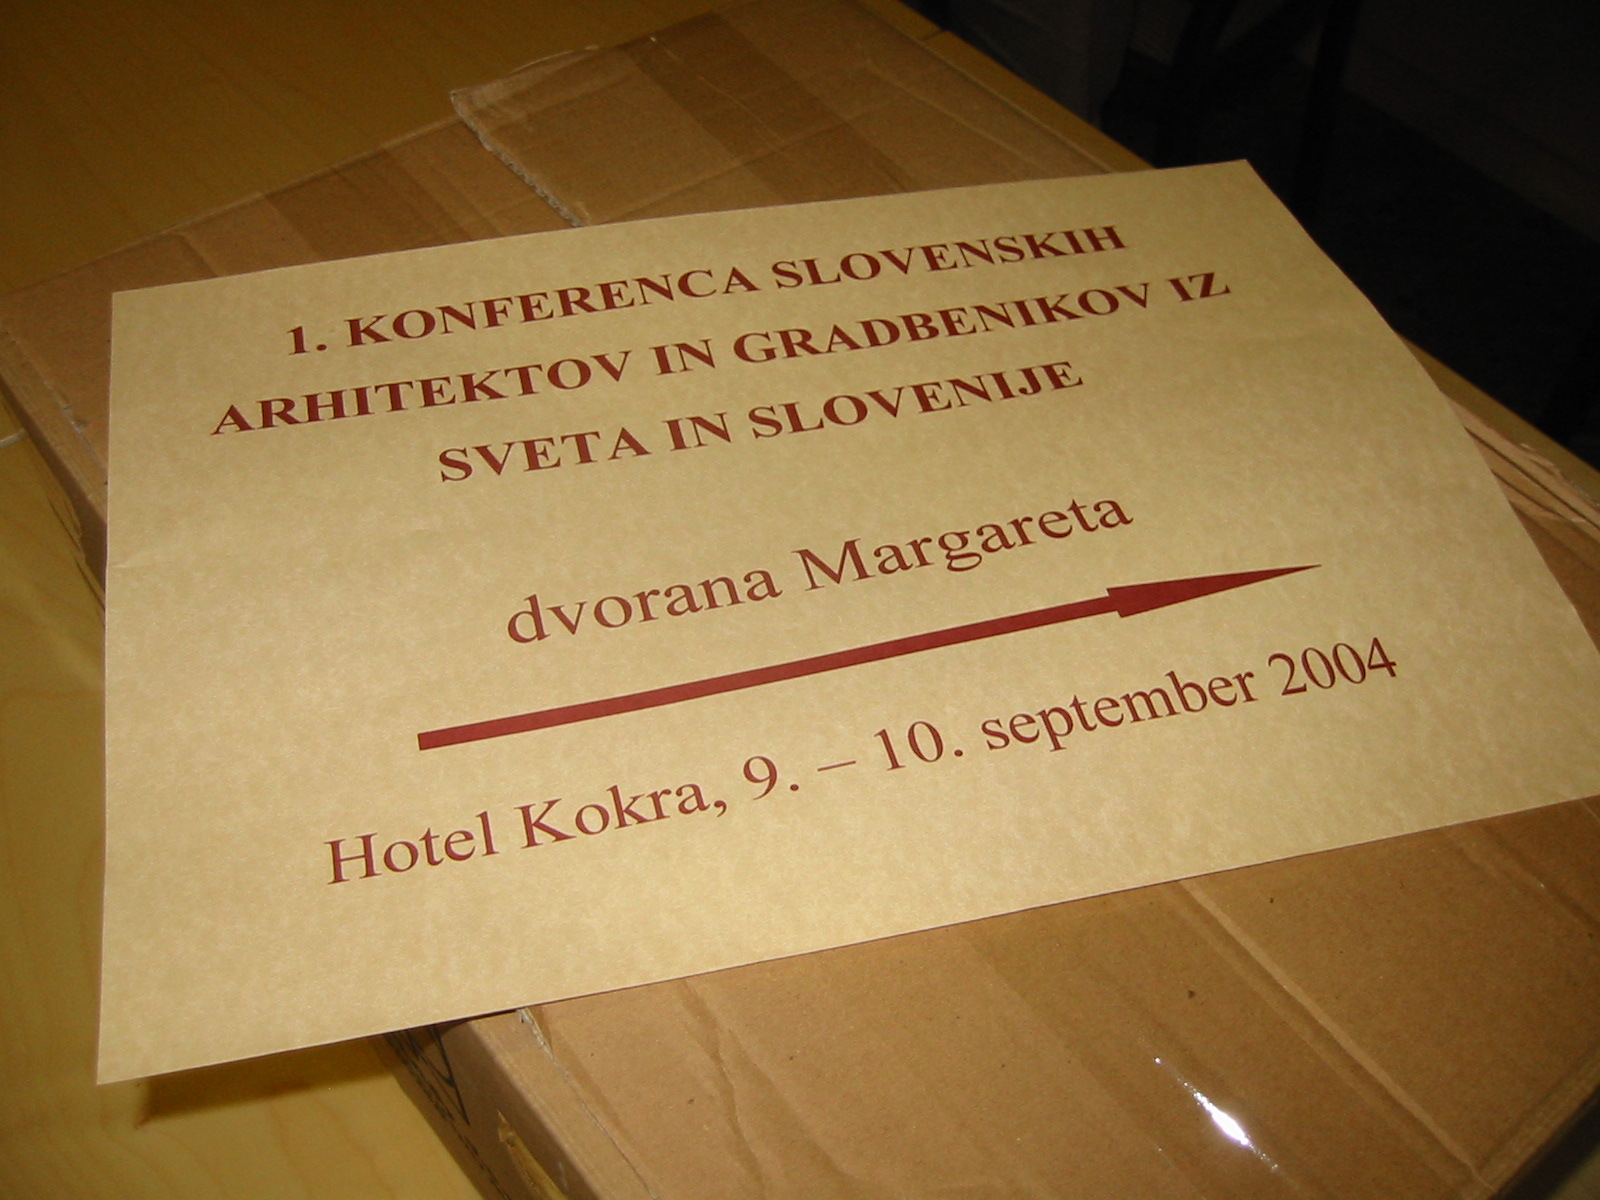 1. KONFERENCA SLOVENSKIH
ARHITEKTOV IN GRADBENIKOV IZ
SVETA IN SLOVENIJE
dvorana Margareta
Hotel Kokra, 9. – 10. september 2004